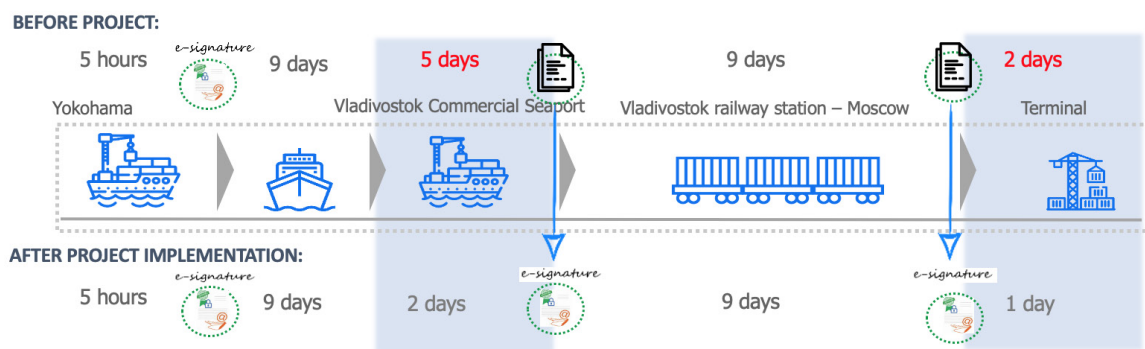 BEFORE PROJECT:
5 hours
e-signature
9 days
5 days
9 days
2 days
Yokohama
Vladivostok Commercial Seaport
Vladivostok railway station – Moscow
Terminal
AFTER PROJECT IMPLEMENTATION:
e-signature
e-signature
e-signature
5 hours
9 days
2 days
9 days
1 day